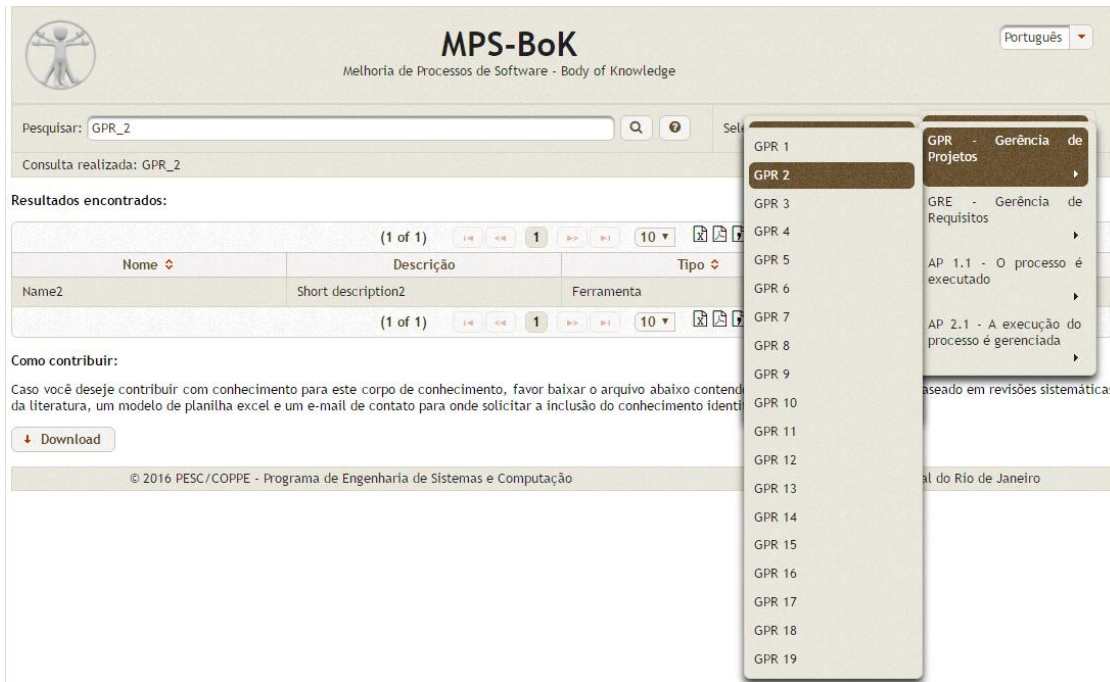 MPS-BoK
Melhoria de Processos de Software - Body of Knowledge
Português
Pesquisar: GPR_2
Consulta realizada: GPR_2
Resultados encontrados:
(1 of 1) 1 10
Nome Descrição Tipo
Name2 Short description2 Ferramenta
(1 of 1) 1 10
Como contribuir:
Caso você deseje contribuir com conhecimento para este corpo de conhecimento, favor baixar o arquivo abaixo
da literatura, um modelo de planilha excel e um e-mail de contato para onde solicitar a inclusão do conhecimento
em revisões sistemáticas
Download
© 2016 PESC/COPPE - Programa de Engenharia de Sistemas e Computação
do Rio de Janeiro
GPR 1
GPR 2
GPR 3
GPR 4
GPR 5
GPR 6
GPR 7
GPR 8
GPR 9
GPR 10
GPR 11
GPR 12
GPR 13
GPR 14
GPR 15
GPR 16
GPR 17
GPR 18
GPR 19
GPR - Gerência de
Projetos
GRE - Gerência de
Requisitos
AP 1.1 - O processo é
executado
AP 2.1 - A execução do
processo é gerenciada